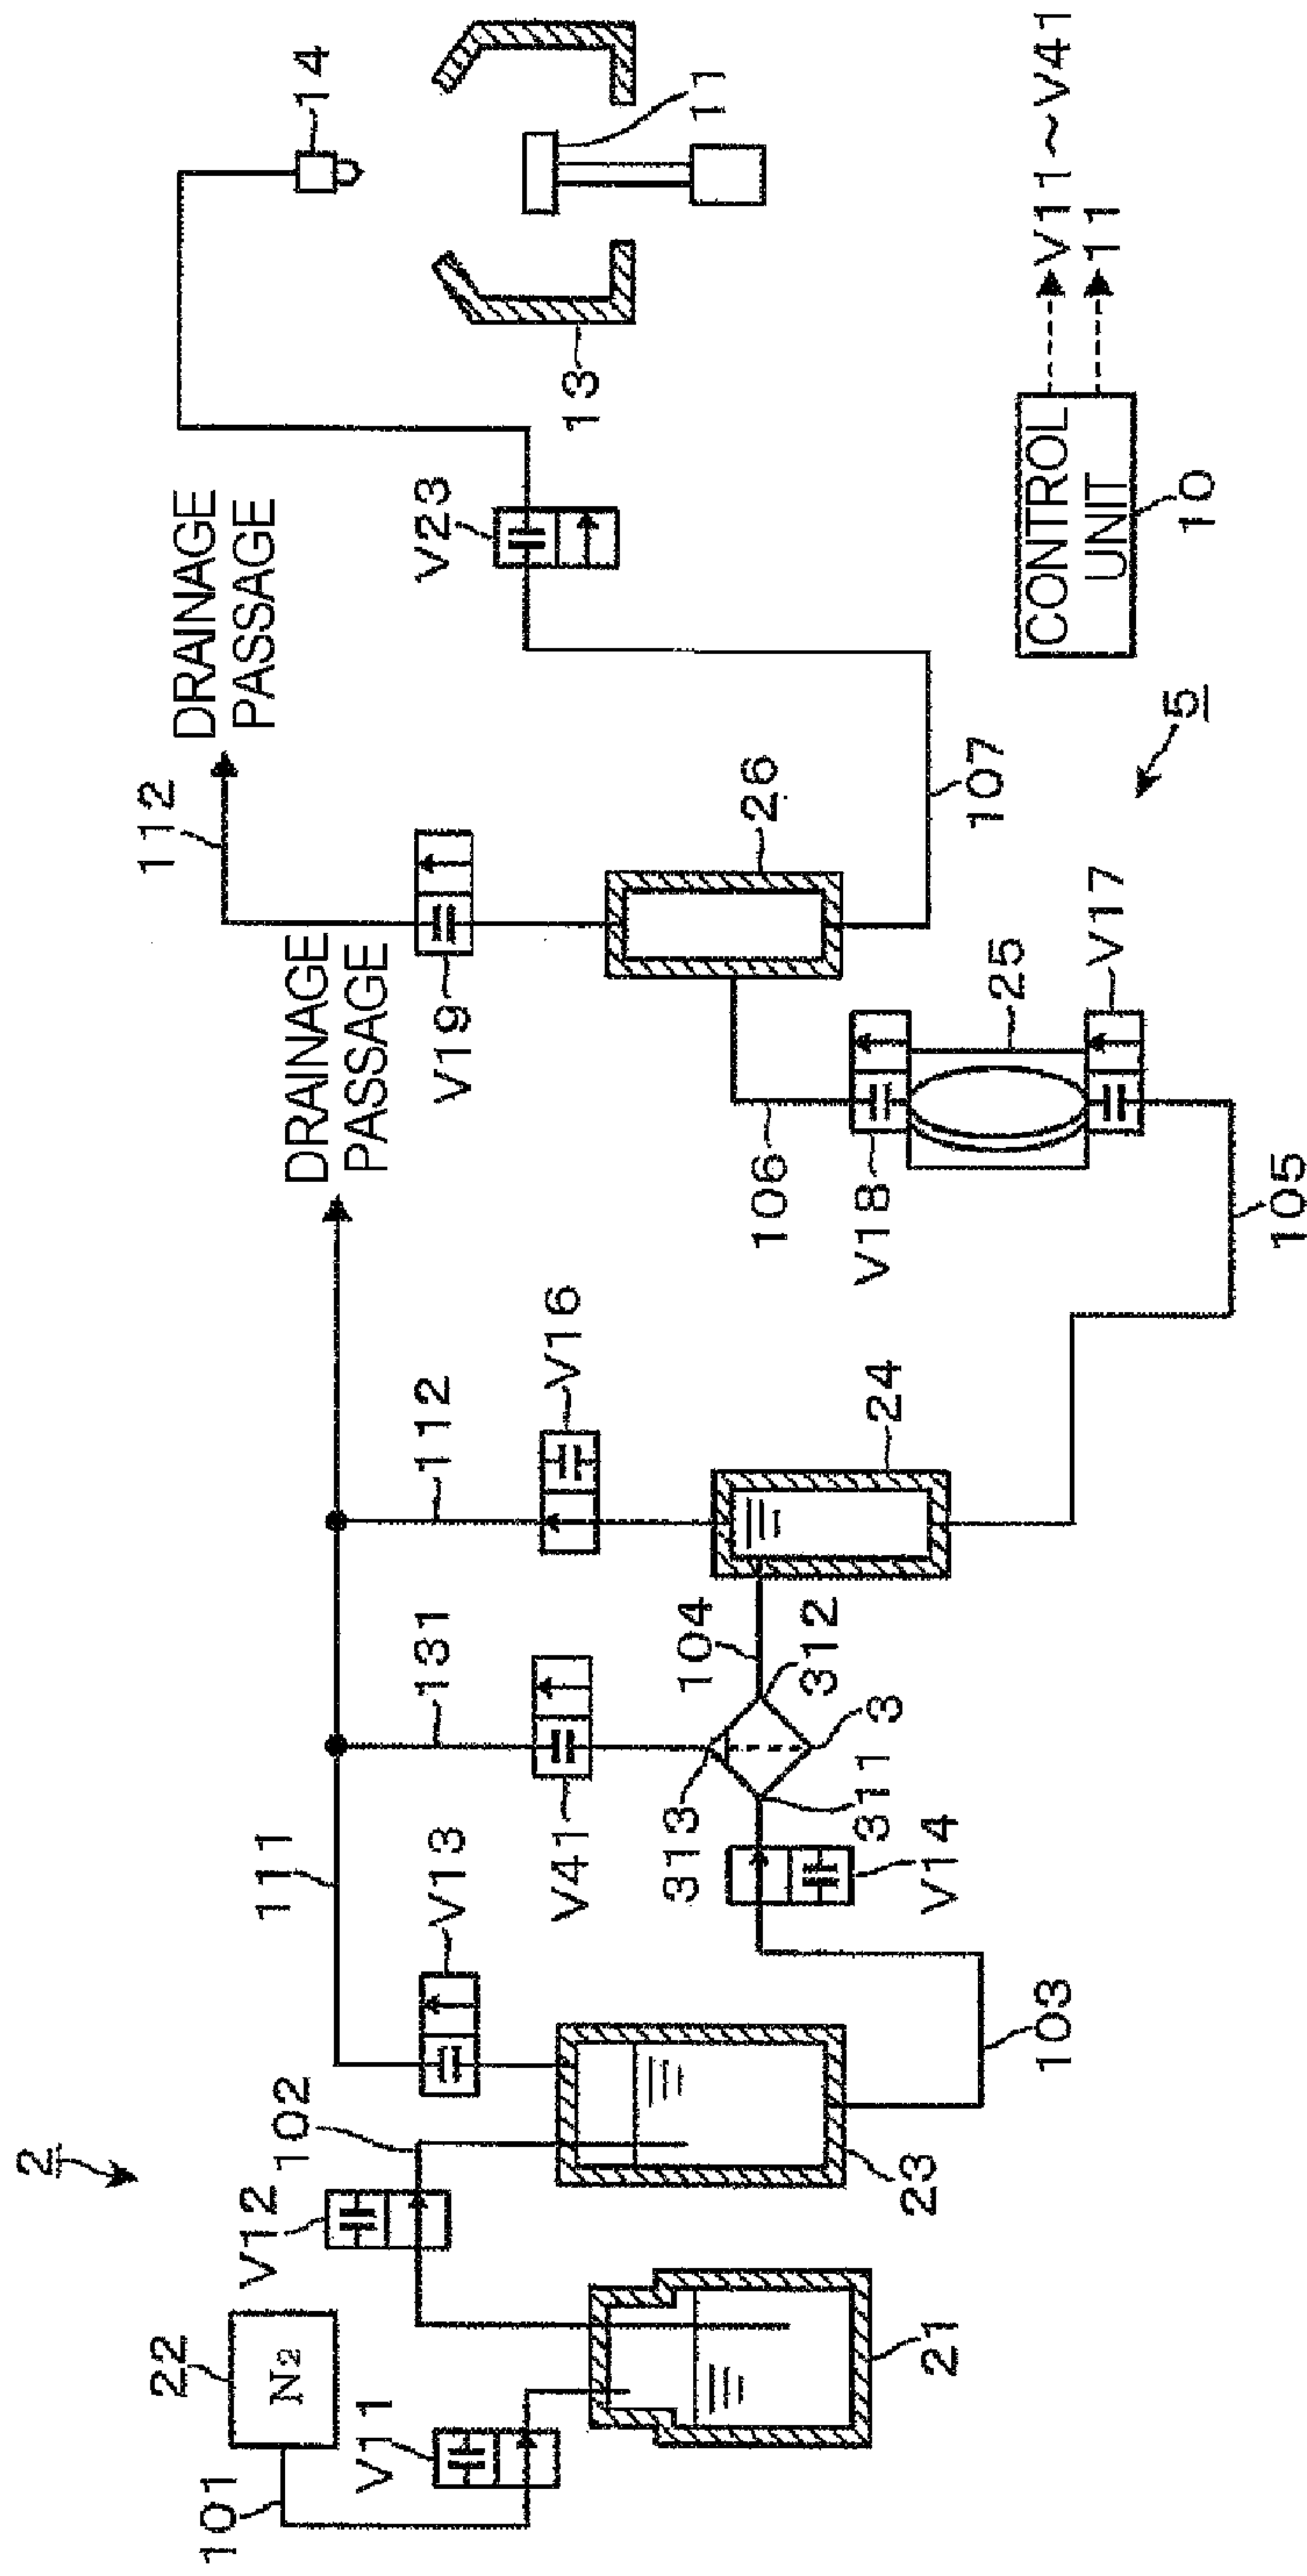 2
22
N2
101
V11
21
V12
102
23
111
V13
103
131
V41
313
311
V14
3
312
104
112
V16
24
DRAINAGE
PASSAGE
105
V17
25
V18
106
112
DRAINAGE
PASSAGE
V19
26
107
5
V23
14
13
11
CONTROL
UNIT
10
V11~V41
11